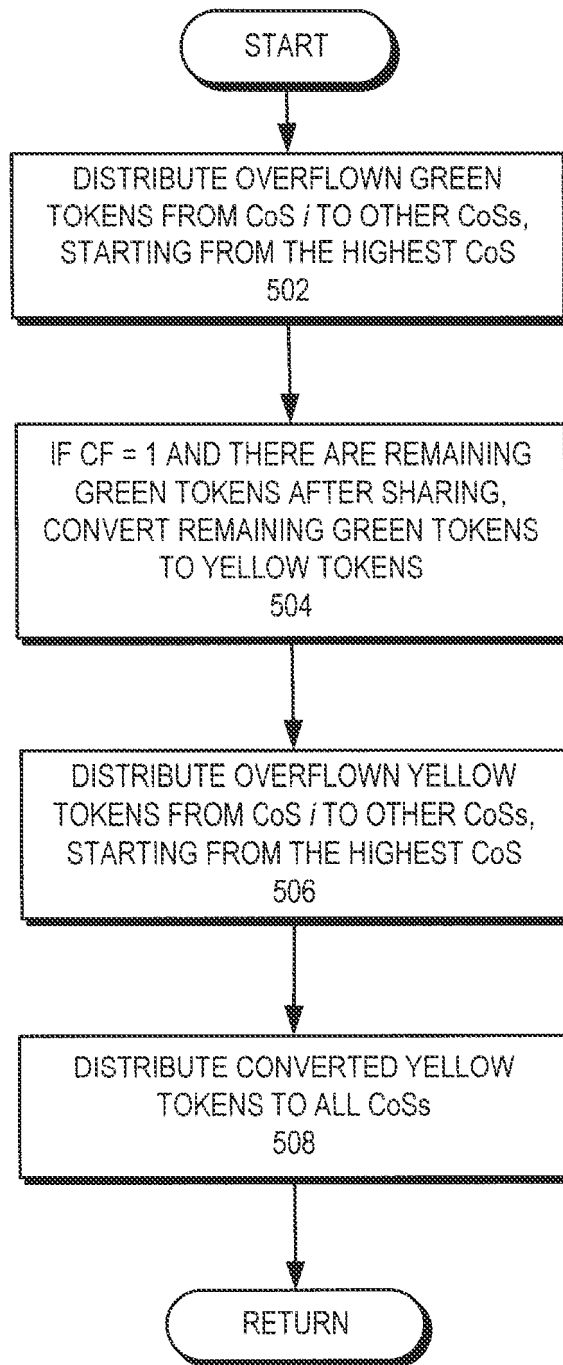 START
DISTRIBUTE OVERFLOWN GREEN
TOKENS FROM CoS i TO OTHER CoSs,
STARTING FROM THE HIGHEST CoS
502
IF CF = 1 AND THERE ARE REMAINING
GREEN TOKENS AFTER SHARING,
CONVERT REMAINING GREEN TOKENS
TO YELLOW TOKENS
504
DISTRIBUTE OVERFLOWN YELLOW
TOKENS FROM CoS i TO OTHER CoSs,
STARTING FROM THE HIGHEST CoS
506
DISTRIBUTE CONVERTED YELLOW
TOKENS TO ALL CoSs
508
RETURN